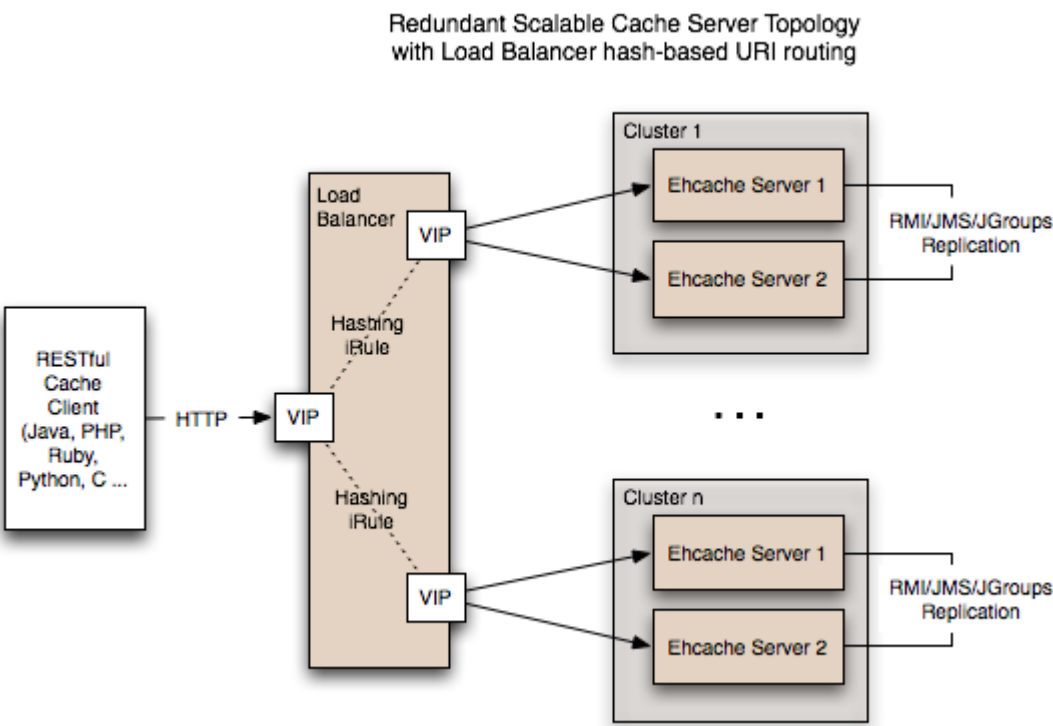 Redundant Scalable Cache Server Topology
with Load Balancer hash-based URI routing
RESTful
Cache
Client
(Java, PHP,
Ruby,
Python, C ...
HTTP
VIP
Load
Balancer
VIP
Hashing
iRule
Hashing
iRule
VIP
Cluster 1
Ehcache Server 1
Ehcache Server 2
RMI/JMS/JGroups
Replication
...
Cluster n
Ehcache Server 1
Ehcache Server 2
RMI/JMS/JGroups
Replication